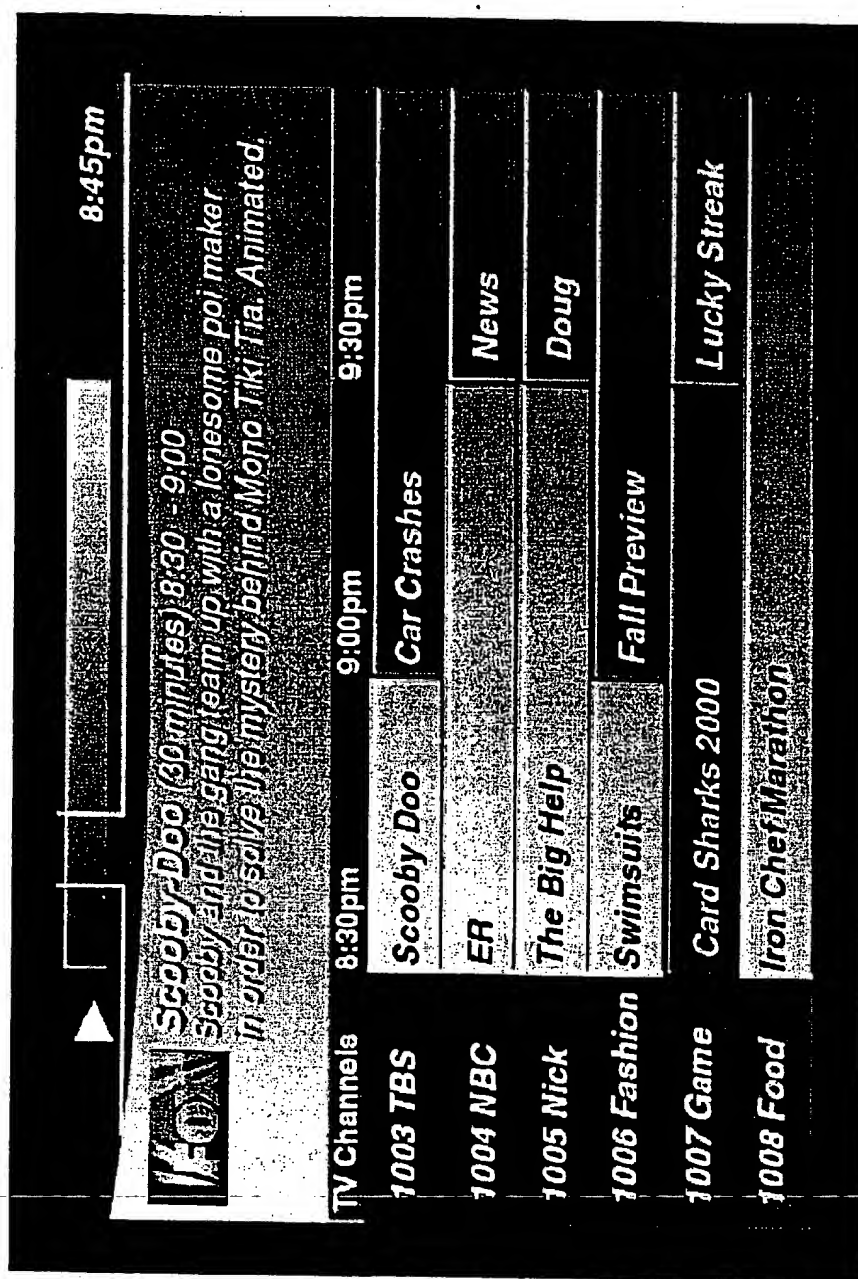 8:45pm
FOX
Scooby-Doo (30 minutes) 8:30 - 9:00
Scooby and the gang team up with a lonesome poi maker
in order to solve the mystery behind Mono Tiki Tia. Animated.
TV Channels 8:30pm 9:00pm 9:30pm
1003 TBS Scooby Doo Car Crashes
1004 NBC ER News
1005 Nick The Big Help Doug
1006 Fashion Swimsuits Fall Preview
1007 Game Card Sharks 2000 Lucky Streak
1008 Food Iron Chef Marathon